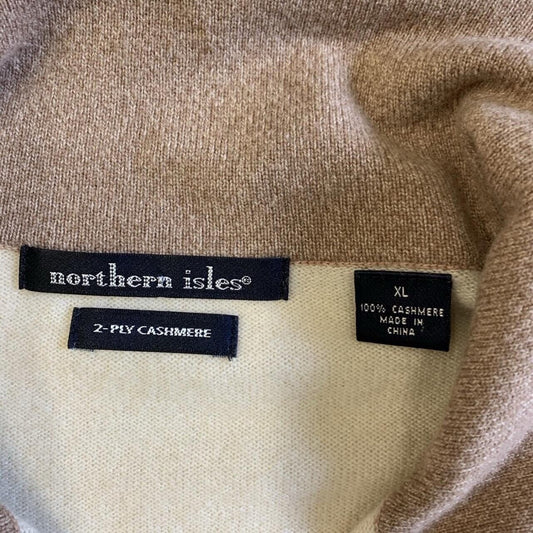 northern isles®
2-PLY CASHMERE
XL
100% CASHMERE
MADE IN
CHINA